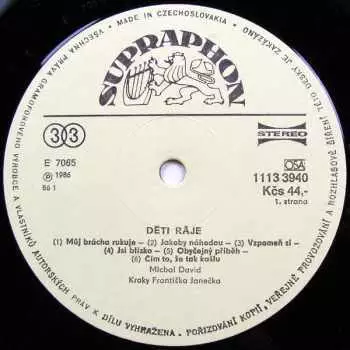 MADE IN CZECHOSLOVAKIA • VŠECHNA PRÁVA GRAMOFONOVÉHO VÝROBCE A VLASTNÍKŮ AUTORSKÝCH PRÁV K DÍLU VYHRAZENA. POŘIZOVÁNÍ KOPIÍ, VEŘEJNÉ PROVOZOVÁNÍ A ROZHLASOVÉ ŠÍŘENÍ TÉTO DESKY JE ZAKÁZÁNO
SUPRAPHON
33
STEREO
E 7065
℗ 1986
86 1
OSA
1113 3940
Kčs 44,-
1. strana
DĚTI RÁJE
(1) Můj brácha rukuje – (2) Jakoby náhodou – (3) Vzpomeň si –
(4) Jsi blízko – (5) Obyčejný příběh –
(6) Čím to, že tak kašlu
Michal David
Kroky Františka Janečka